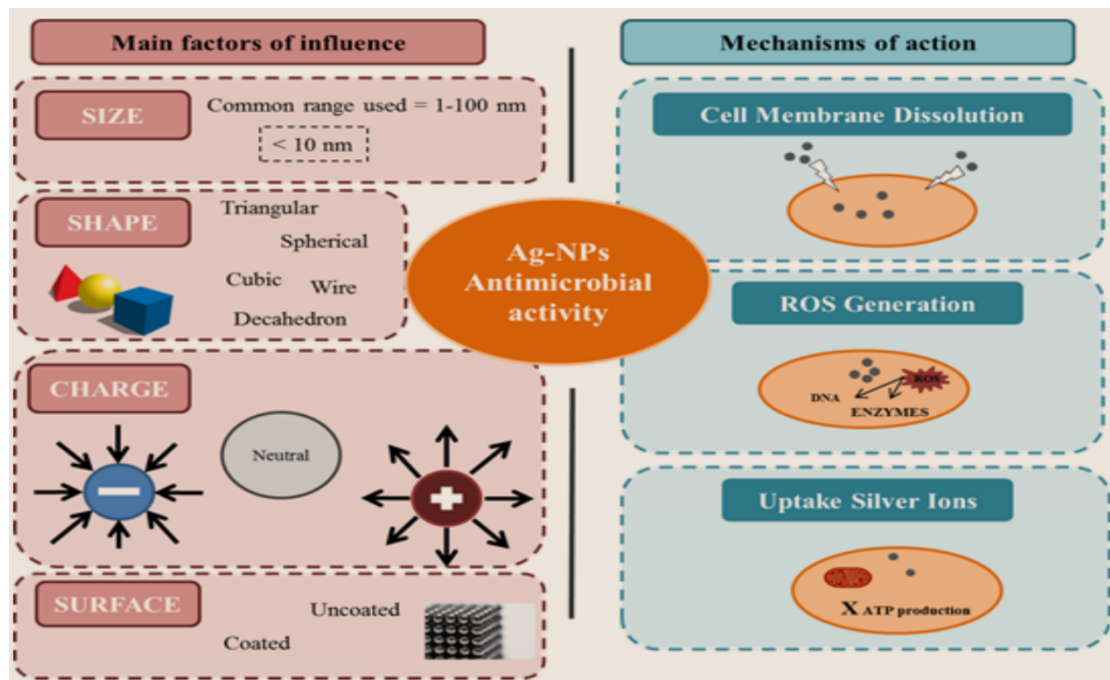 Main factors of influence
SIZE
Common range used = 1-100 nm
< 10 nm
SHAPE
Triangular
Spherical
Cubic
Wire
Decahedron
CHARGE
Neutral
SURFACE
Uncoated
Coated
Ag-NPs
Antimicrobial
activity
Mechanisms of action
Cell Membrane Dissolution
ROS Generation
ROS
DNA
ENZYMES
Uptake Silver Ions
X ATP production